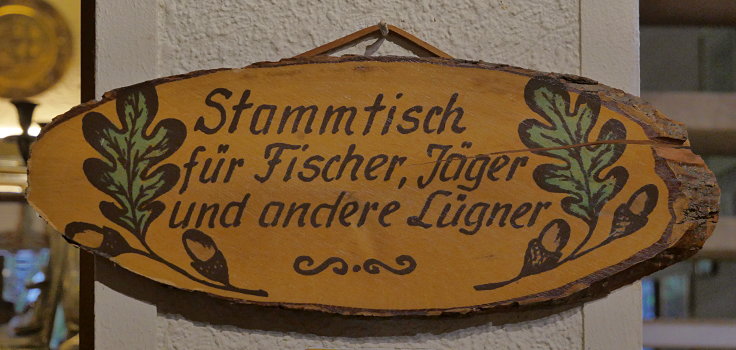 Stammtisch
für Fischer, Jäger
und andere Lügner